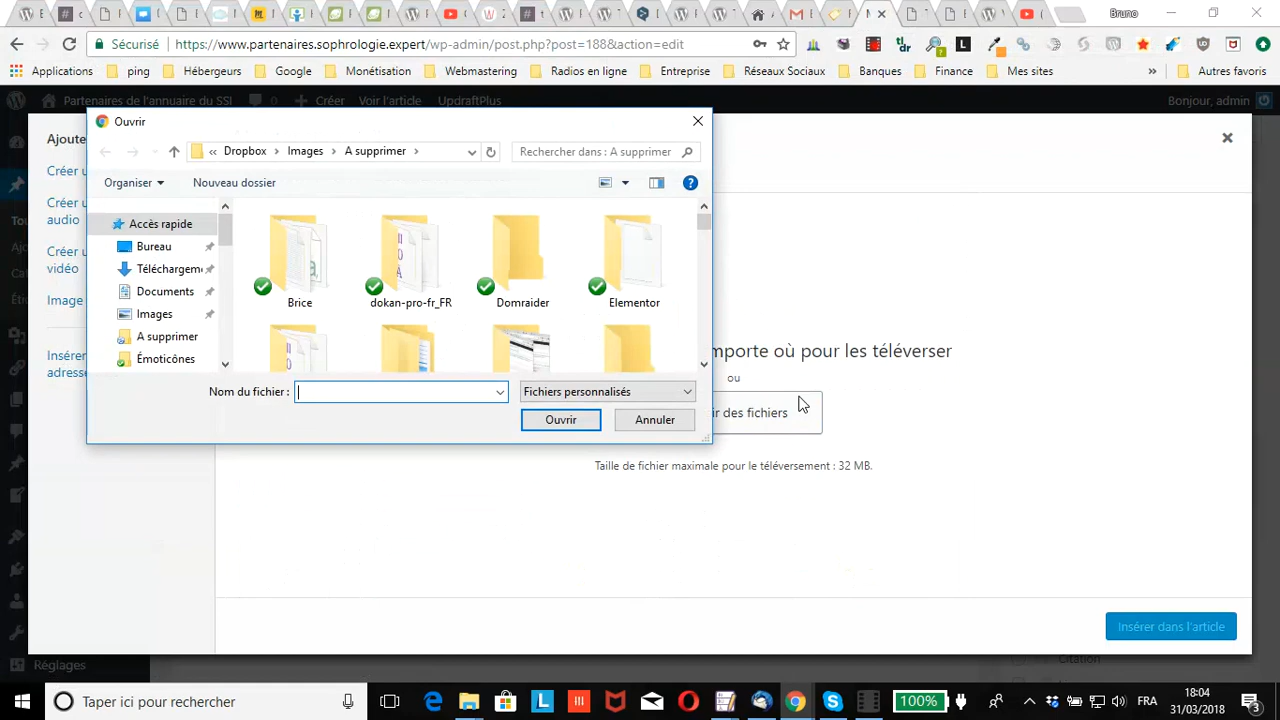 Bruno
Sécurisé https://www.partenaires.sophrologie.expert/wp-admin/post.php?post=188&action=edit
Applications ping Hébergeurs Google Monétisation Webmastering Radios en ligne Entreprise Réseaux Sociaux Banques Finance Mes sites » Autres favoris
Partenaires de l'annuaire du SSI 0 Créer Voir l'article UpdraftPlus Bonjour, admin
Ouvrir
« Dropbox Images A supprimer
Rechercher dans : A supprimer
Organiser Nouveau dossier
Ajoute
Créer u
Créer u
audio
Créer u
vidéo
Image
Insére
adress
Accès rapide
Bureau
Téléchargem
Documents
Images
A supprimer
Émoticônes
Brice dokan-pro-fr_FR Domraider Elementor
Nom du fichier :
Fichiers personnalisés
Ouvrir Annuler
mporte où pour les téléverser
ou
ir des fichiers
Taille de fichier maximale pour le téléversement : 32 MB.
Insérer dans l'article
Citation
Réglages
Taper ici pour rechercher
100%
FRA
18:04
31/03/2018
3